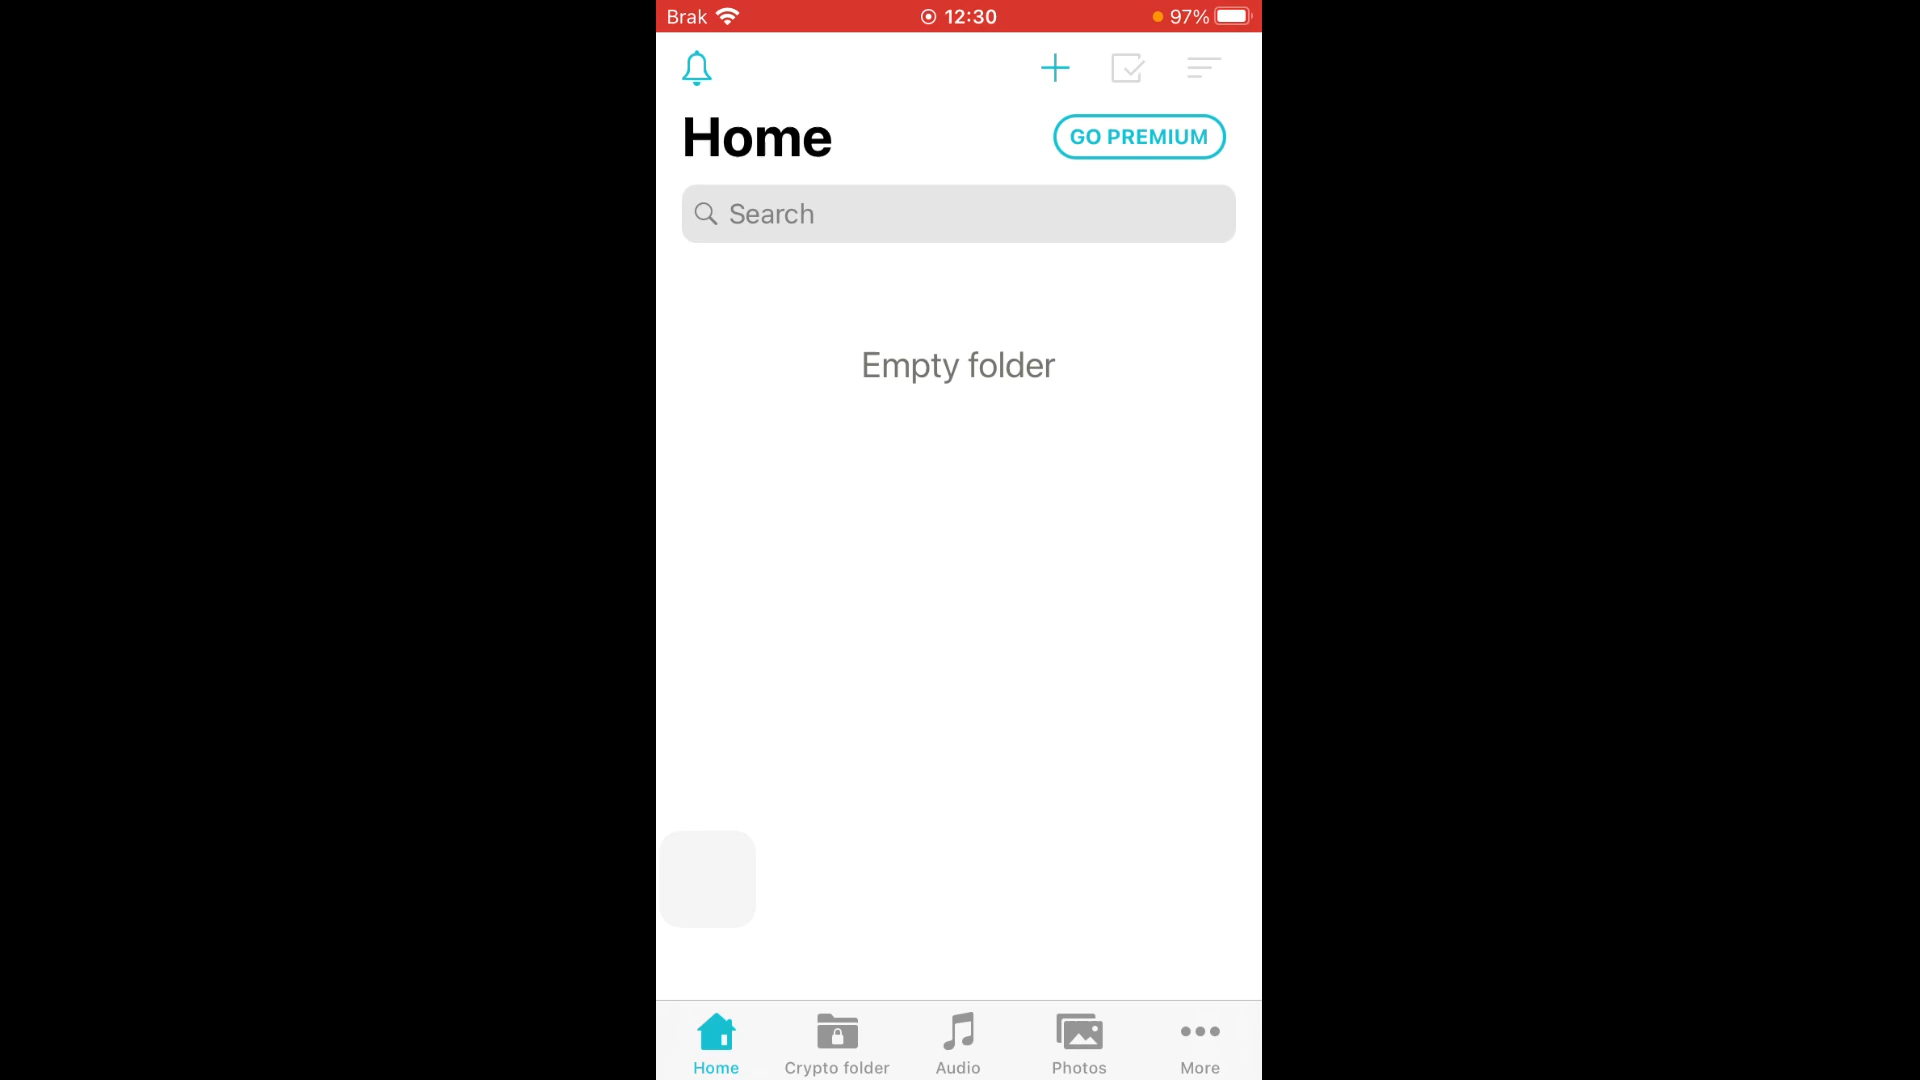 Brak 12:30 97%
Home
GO PREMIUM
Search
Empty folder
Home Crypto folder Audio Photos More